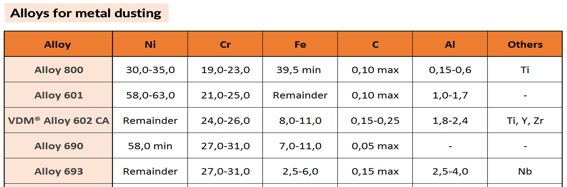 Alloys for metal dusting
Alloy Ni Cr Fe C Al Others
Alloy 800 30,0-35,0 19,0-23,0 39,5 min 0,10 max 0,15-0,6 Ti
Alloy 601 58,0-63,0 21,0-25,0 Remainder 0,10 max 1,0-1,7 -
VDM® Alloy 602 CA Remainder 24,0-26,0 8,0-11,0 0,15-0,25 1,8-2,4 Ti, Y, Zr
Alloy 690 58,0 min 27,0-31,0 7,0-11,0 0,05 max - -
Alloy 693 Remainder 27,0-31,0 2,5-6,0 0,15 max 2,5-4,0 Nb